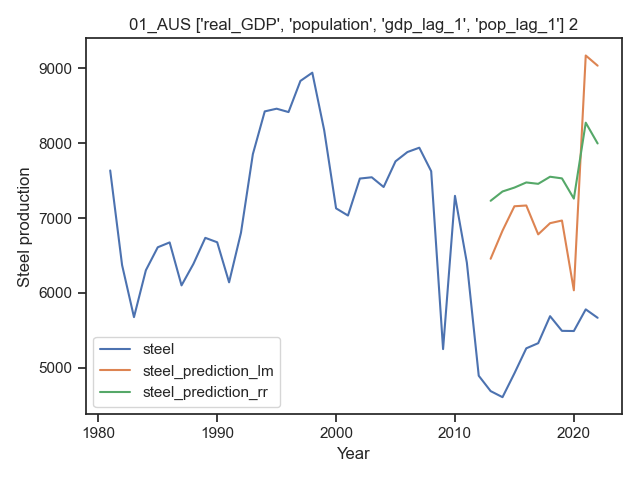 01_AUS ['real_GDP', 'population', 'gdp_lag_1', 'pop_lag_1'] 2
9000
8000
7000
6000
5000
Steel production
steel
steel_prediction_lm
steel_prediction_rr
1980 1990 2000 2010 2020
Year